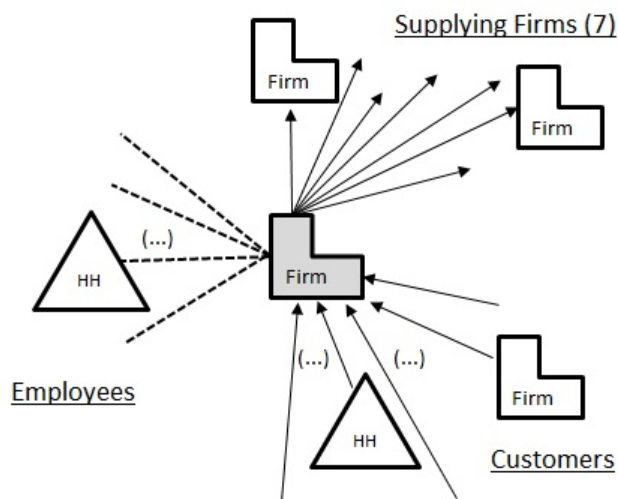 Supplying Firms (7)
Firm
Firm
(...)
HH
Firm
(...)
(...)
Firm
Employees
HH
Customers